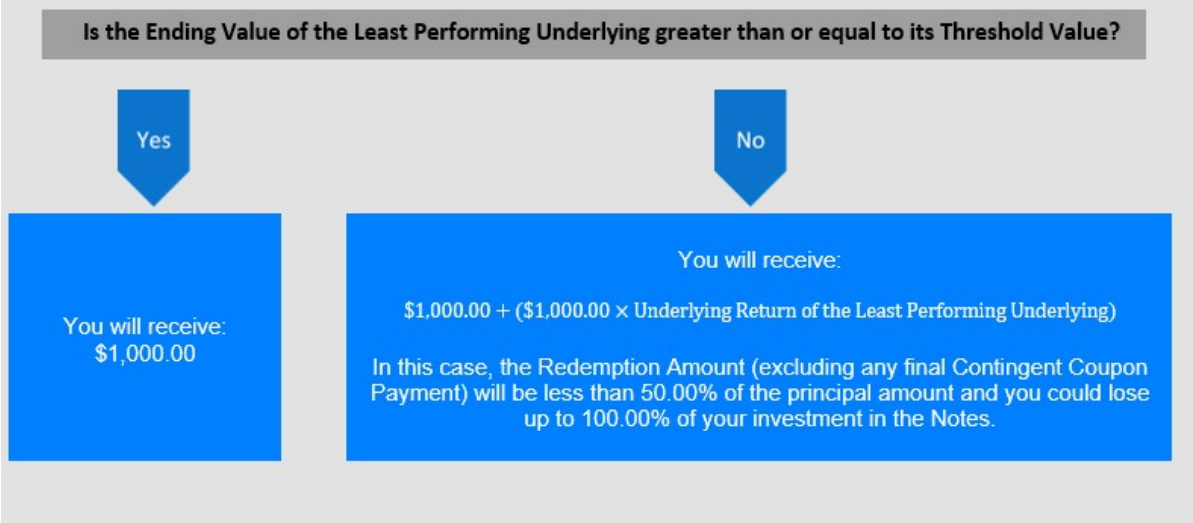 Is the Ending Value of the Least Performing Underlying greater than or equal to its Threshold Value?
Yes
No
You will receive:
$1,000.00
You will receive:
$1,000.00 + ($1,000.00 × Underlying Return of the Least Performing Underlying)
In this case, the Redemption Amount (excluding any final Contingent Coupon
Payment) will be less than 50.00% of the principal amount and you could lose
up to 100.00% of your investment in the Notes.